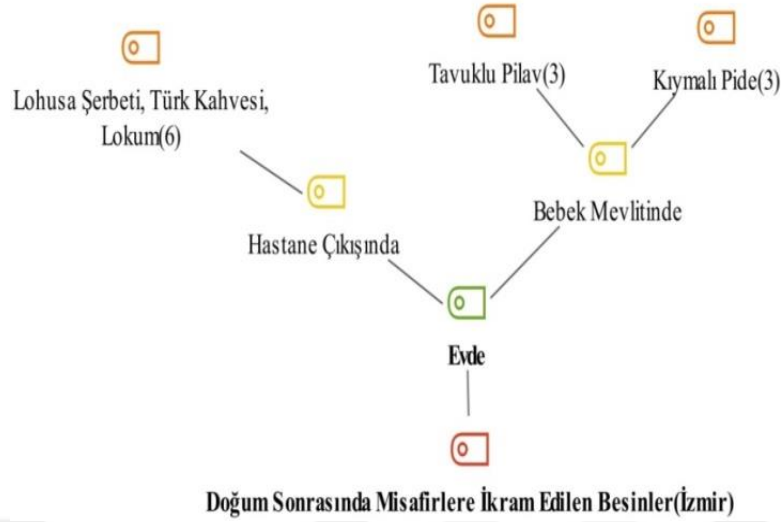 Tavuklu Pilav(3)
Kıymalı Pide(3)
Lohusa Şerbeti, Türk Kahvesi,
Lokum(6)
Bebek Mevlitinde
Hastane Çıkışında
Evde
Doğum Sonrasında Misafirlere İkram Edilen Besinler(İzmir)